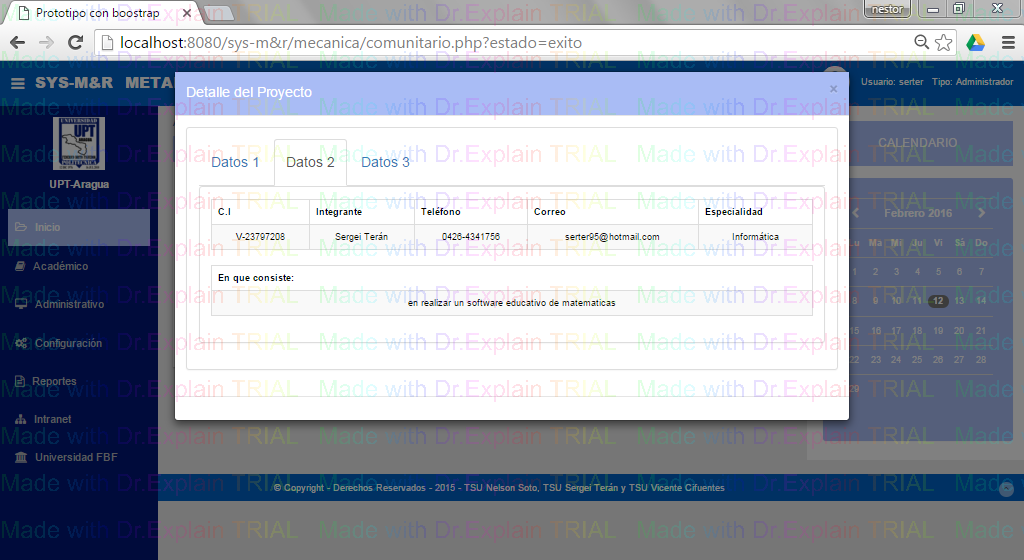 Prototipo con boostrap
nestor
localhost:8080/sys-m&r/mecanica/comunitario.php?estado=exito
SYS-M&R META
Usuario: serter Tipo: Administrador
UNIVERSIDAD
UPT
ARAGUA
POLITECNICA
UPT-Aragua
Inicio
Académico
Administrativo
Configuración
Reportes
Intranet
Universidad FBF
Detalle del Proyecto ×
Datos 1 Datos 2 Datos 3
C.I Integrante Teléfono Correo Especialidad
V-23797208 Sergei Terán 0426-4341756 serter95@hotmail.com Informática
En que consiste:
en realizar un software educativo de matematicas
CALENDARIO
Febrero 2016
Lu Ma Mi Ju Vi Sá Do
1 2 3 4 5 6 7
8 9 10 11 12 13 14
15 16 17 18 19 20 21
22 23 24 25 26 27 28
29
© Copyright - Derechos Reservados - 2015 - TSU Nelson Soto, TSU Sergei Terán y TSU Vicente Cifuentes
Made with Dr.Explain TRIAL